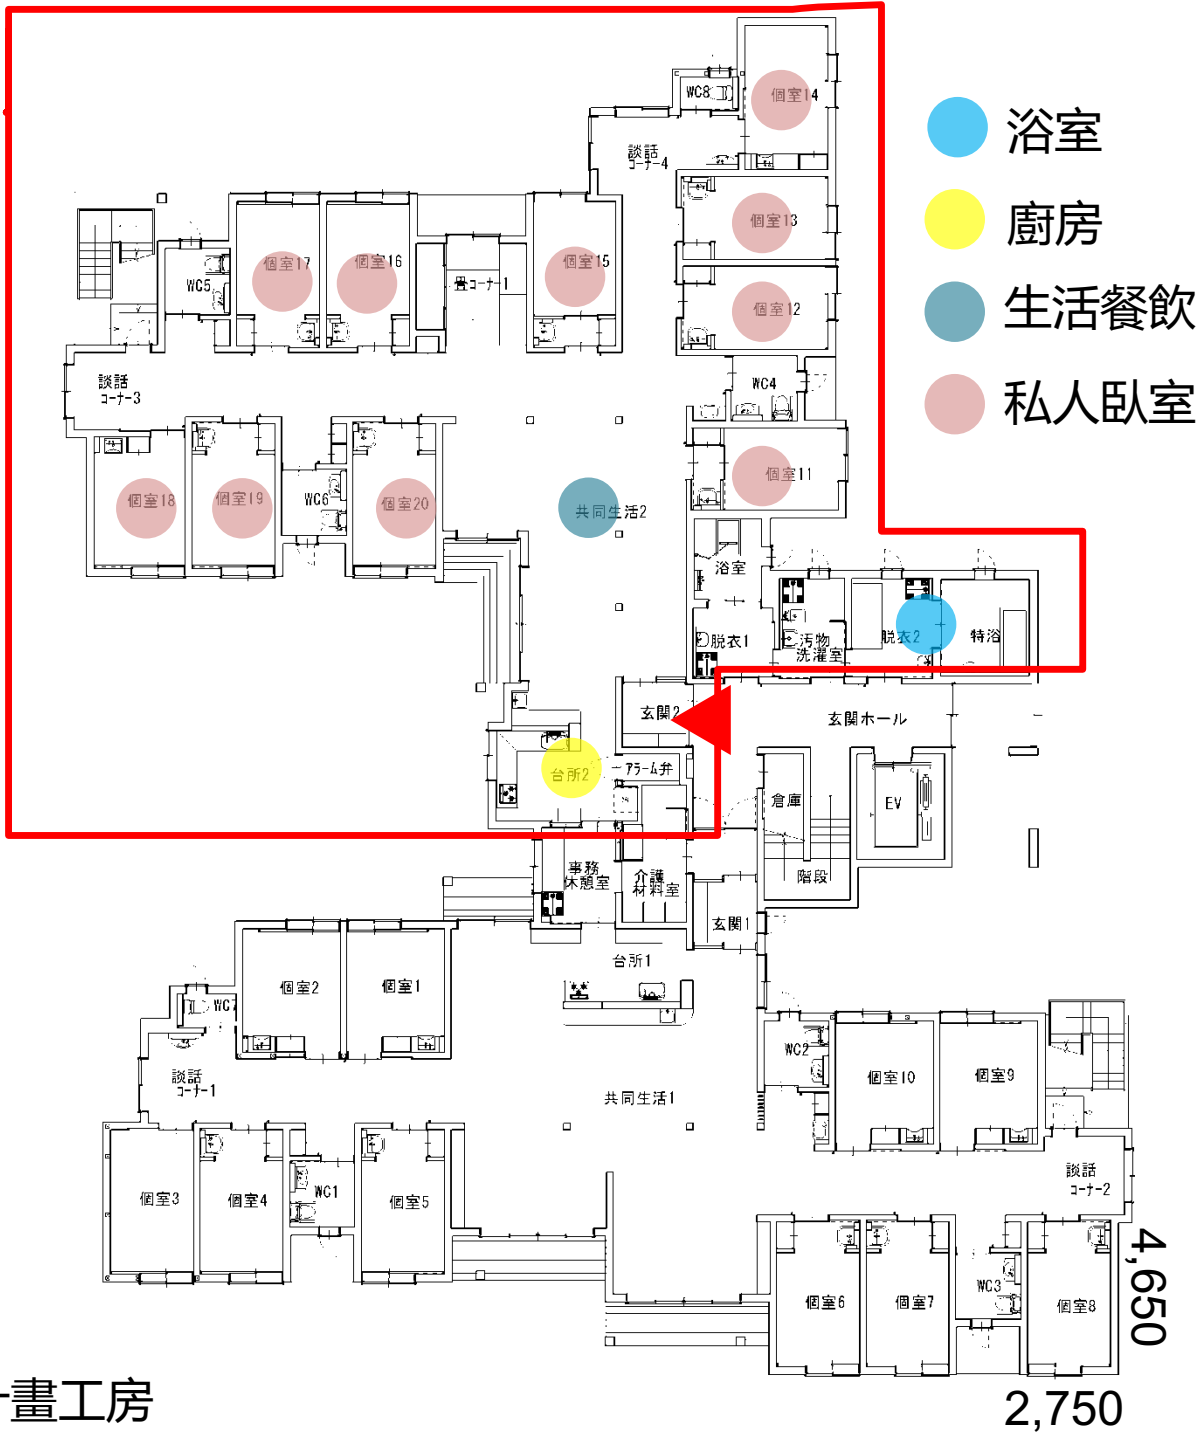 浴室
廚房
生活餐飲
私人臥室
WC8
個室14
談話
コーナー4
個室13
個室17
個室16
畳コーナー1
個室15
WC5
個室12
談話
コーナー3
WC4
個室18
個室19
WC6
個室20
共同生活2
個室11
浴室
脱衣1
汚物
洗濯室
脱衣2
特浴
玄関2
玄関ホール
台所2
アラーム弁
倉庫
EV
事務
休憩室
介護
材料室
階段
玄関1
台所1
個室2
個室1
WC7
談話
コーナー1
WC2
個室10
個室9
共同生活1
個室3
個室4
WC1
個室5
談話
コーナー2
個室6
個室7
WC3
個室8
4,650
2,750
畫工房